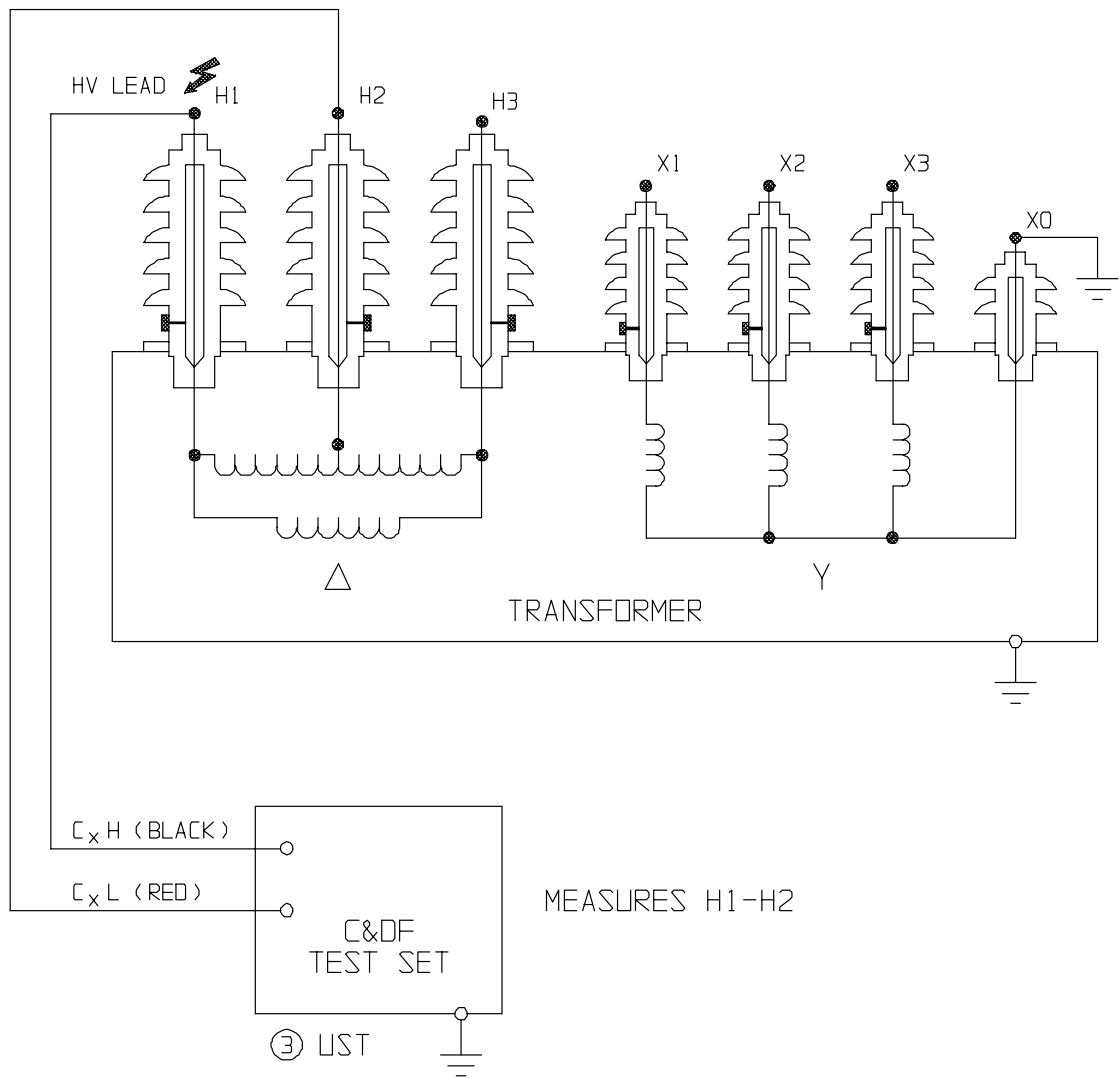 HV LEAD
H1
H2
H3
X1
X2
X3
X0
Δ
Y
TRANSFORMER
CxH (BLACK)
CxL (RED)
MEASURES H1-H2
C&DF
TEST SET
3 UST